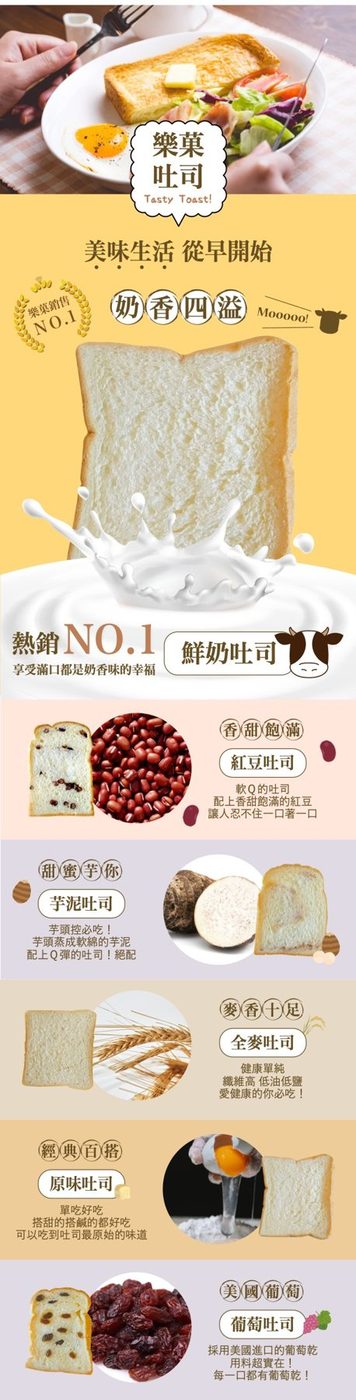 樂菓
吐司
Tasty Toast!
美味生活 從早開始
樂菓銷售
NO.1
奶香四溢
Mooooo!
熱銷NO.1
享受滿口都是奶香味的幸福
鮮奶吐司
香甜飽滿
紅豆吐司
軟Q的吐司
配上香甜飽滿的紅豆
讓人忍不住一口著一口
甜蜜芋你
芋泥吐司
芋頭控必吃！
芋頭蒸成軟綿的芋泥
配上Q彈的吐司！絕配
麥香十足
全麥吐司
健康單純
纖維高 低油低鹽
愛健康的你必吃！
經典百搭
原味吐司
單吃好吃
搭甜的搭鹹的都好吃
可以吃到吐司最原始的味道
美國葡萄
葡萄吐司
採用美國進口的葡萄乾
用料超實在！
每一口都有葡萄乾！